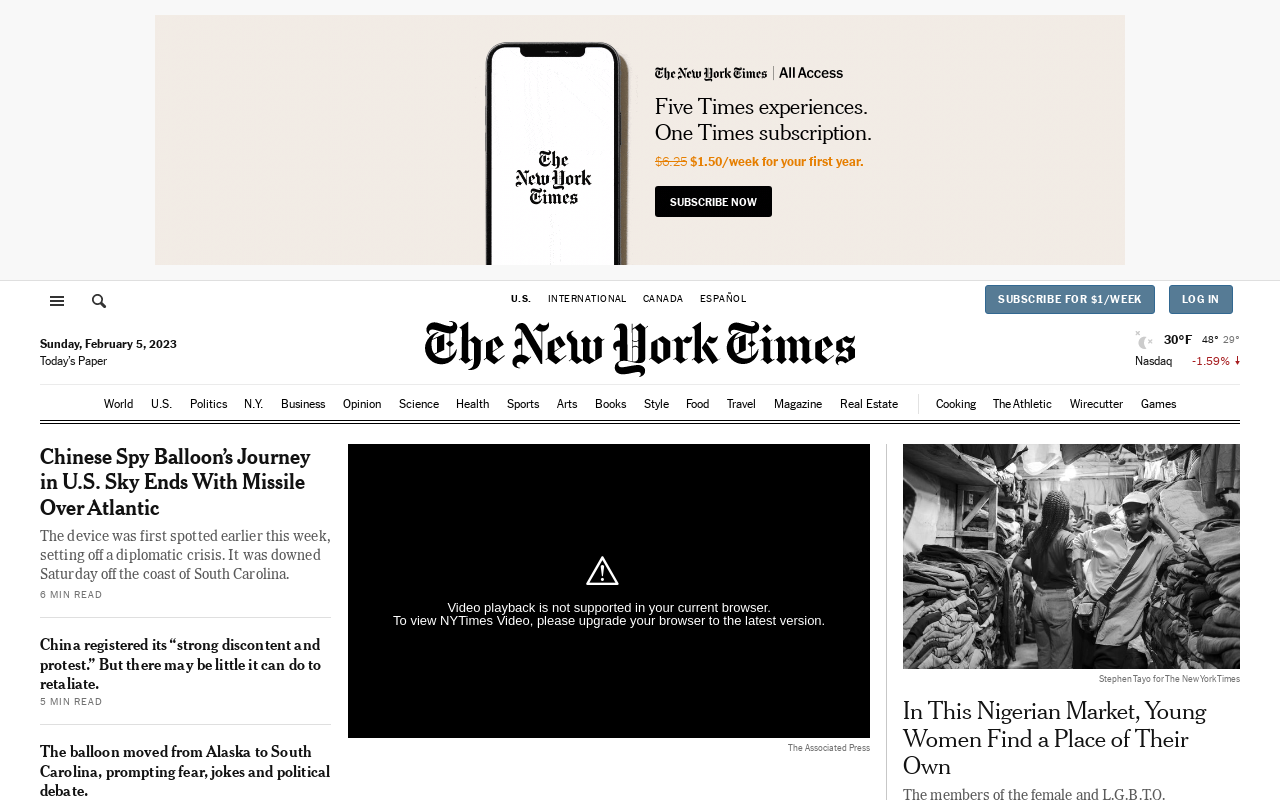 The New York Times
The New York Times | All Access
Five Times experiences.
One Times subscription.
$6.25 $1.50/week for your first year.
SUBSCRIBE NOW
U.S. INTERNATIONAL CANADA ESPAÑOL
SUBSCRIBE FOR $1/WEEK LOG IN
The New York Times
Sunday, February 5, 2023
Today's Paper
30°F 48° 29°
Nasdaq -1.59%
World U.S. Politics N.Y. Business Opinion Science Health Sports Arts Books Style Food Travel Magazine Real Estate Cooking The Athletic Wirecutter Games
Chinese Spy Balloon’s Journey
in U.S. Sky Ends With Missile
Over Atlantic
The device was first spotted earlier this week,
setting off a diplomatic crisis. It was downed
Saturday off the coast of South Carolina.
6 MIN READ
China registered its “strong discontent and
protest.” But there may be little it can do to
retaliate.
5 MIN READ
The balloon moved from Alaska to South
Carolina, prompting fear, jokes and political
debate.
Video playback is not supported in your current browser.
To view NYTimes Video, please upgrade your browser to the latest version.
The Associated Press
Stephen Tayo for The New York Times
In This Nigerian Market, Young
Women Find a Place of Their
Own
The members of the female and L.G.B.T.Q.